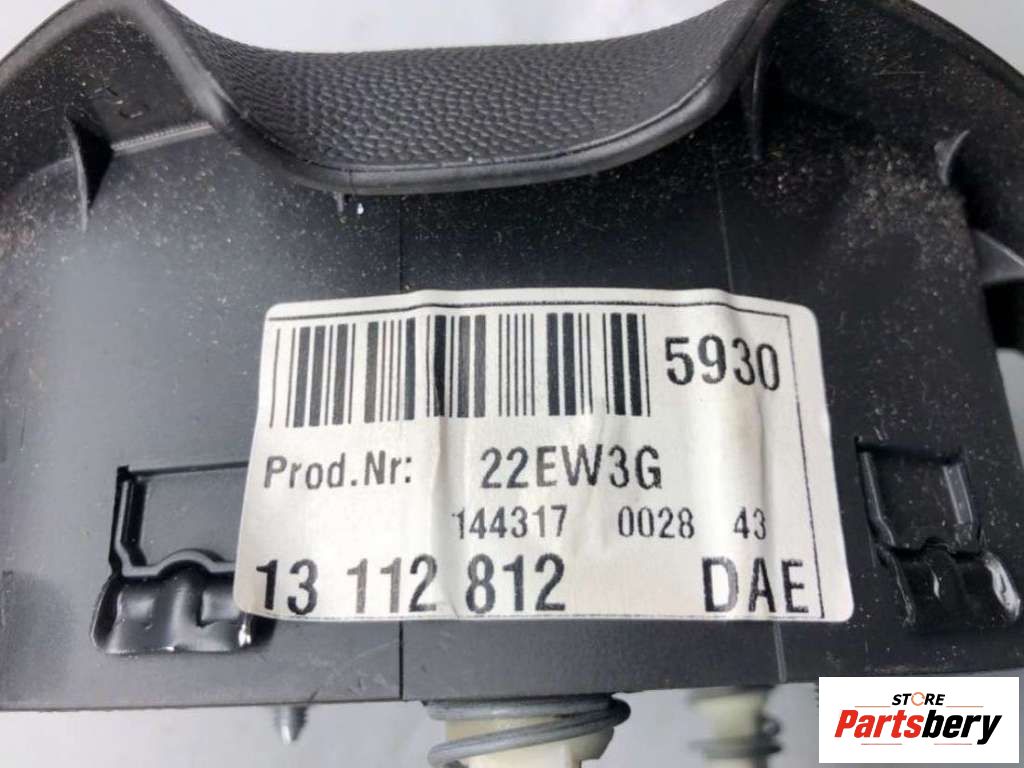 5930
Prod.Nr: 22EW3G
144317 0028 43
13 112 812 DAE
STORE
Partsbery